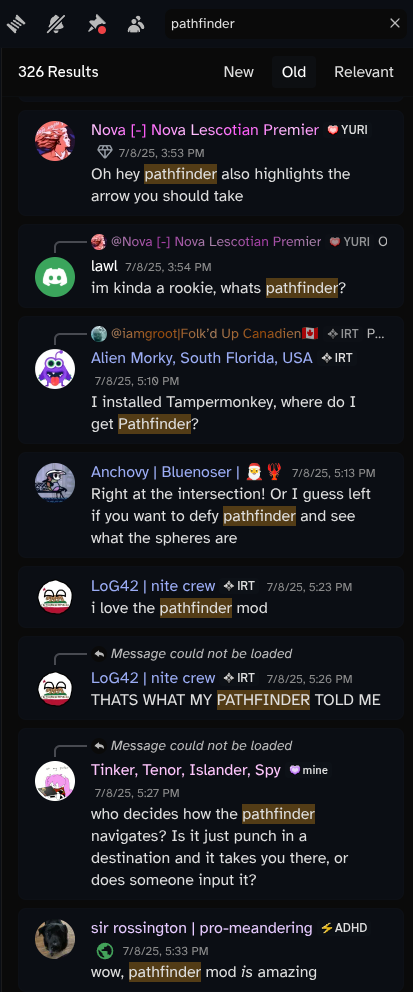 pathfinder
326 Results
New
Old
Relevant
Nova [-] Nova Lescotian Premier YURI
7/8/25, 3:53 PM
Oh hey pathfinder also highlights the
arrow you should take
@Nova [-] Nova Lescotian Premier YURI O
lawl 7/8/25, 3:54 PM
im kinda a rookie, whats pathfinder?
@iamgroot|Folk'd Up Canadien🇨🇦 IRT P...
Alien Morky, South Florida, USA IRT
7/8/25, 5:10 PM
I installed Tampermonkey, where do I
get Pathfinder?
Anchovy | Bluenoser | 🎅🦞 7/8/25, 5:13 PM
Right at the intersection! Or I guess left
if you want to defy pathfinder and see
what the spheres are
LoG42 | nite crew IRT 7/8/25, 5:23 PM
i love the pathfinder mod
Message could not be loaded
LoG42 | nite crew IRT 7/8/25, 5:26 PM
THATS WHAT MY PATHFINDER TOLD ME
Message could not be loaded
Tinker, Tenor, Islander, Spy mine
7/8/25, 5:27 PM
who decides how the pathfinder
navigates? Is it just punch in a
destination and it takes you there, or
does someone input it?
sir rossington | pro-meandering ADHD
7/8/25, 5:33 PM
wow, pathfinder mod is amazing